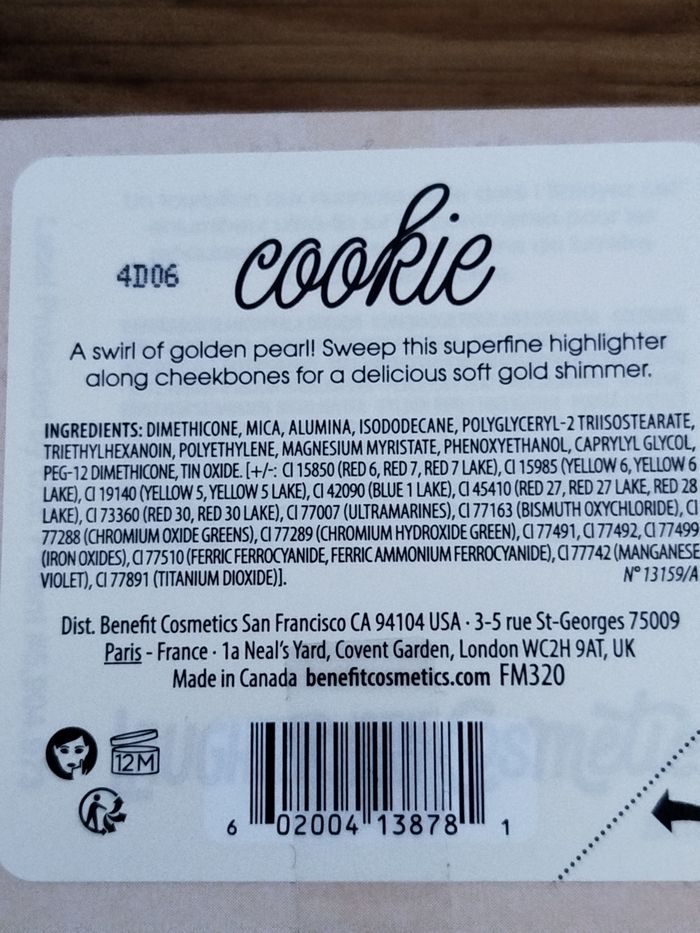 4D06
cookie
A swirl of golden pearl! Sweep this superfine highlighter
along cheekbones for a delicious soft gold shimmer.
INGREDIENTS: DIMETHICONE, MICA, ALUMINA, ISODODECANE, POLYGLYCERYL-2 TRIISOSTEARATE,
TRIETHYLHEXANOIN, POLYETHYLENE, MAGNESIUM MYRISTATE, PHENOXYETHANOL, CAPRYLYL GLYCOL,
PEG-12 DIMETHICONE, TIN OXIDE. [+/-: CI 15850 (RED 6, RED 7, RED 7 LAKE), CI 15985 (YELLOW 6, YELLOW 6
LAKE), CI 19140 (YELLOW 5, YELLOW 5 LAKE), CI 42090 (BLUE 1 LAKE), CI 45410 (RED 27, RED 27 LAKE, RED 28
LAKE), CI 73360 (RED 30, RED 30 LAKE), CI 77007 (ULTRAMARINES), CI 77163 (BISMUTH OXYCHLORIDE), CI
77288 (CHROMIUM OXIDE GREENS), CI 77289 (CHROMIUM HYDROXIDE GREEN), CI 77491, CI 77492, CI 77499
(IRON OXIDES), CI 77510 (FERRIC FERROCYANIDE, FERRIC AMMONIUM FERROCYANIDE), CI 77742 (MANGANESE
VIOLET), CI 77891 (TITANIUM DIOXIDE)].
N° 13159/A
Dist. Benefit Cosmetics San Francisco CA 94104 USA · 3-5 rue St-Georges 75009
Paris - France · 1a Neal's Yard, Covent Garden, London WC2H 9AT, UK
Made in Canada benefitcosmetics.com FM320
12M
6 02004 13878 1